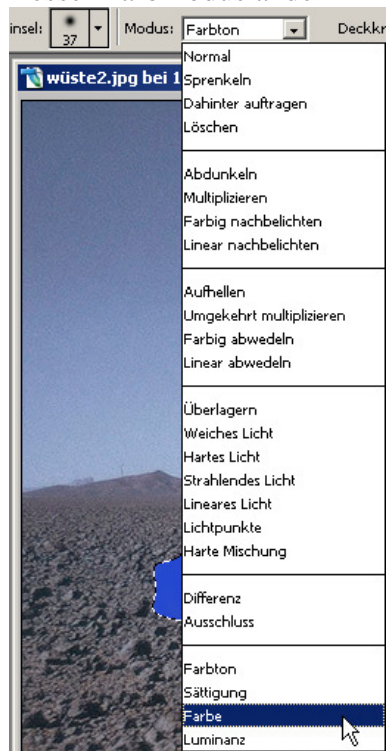 insel: 37 Modus: Farbton Deckkr
wüste2.jpg bei 1
Normal
Sprenkeln
Dahinter auftragen
Löschen
Abdunkeln
Multiplizieren
Farbig nachbelichten
Linear nachbelichten
Aufhellen
Umgekehrt multiplizieren
Farbig abwedeln
Linear abwedeln
Überlagern
Weiches Licht
Hartes Licht
Strahlendes Licht
Lineares Licht
Lichtpunkte
Harte Mischung
Differenz
Ausschluss
Farbton
Sättigung
Farbe
Luminanz